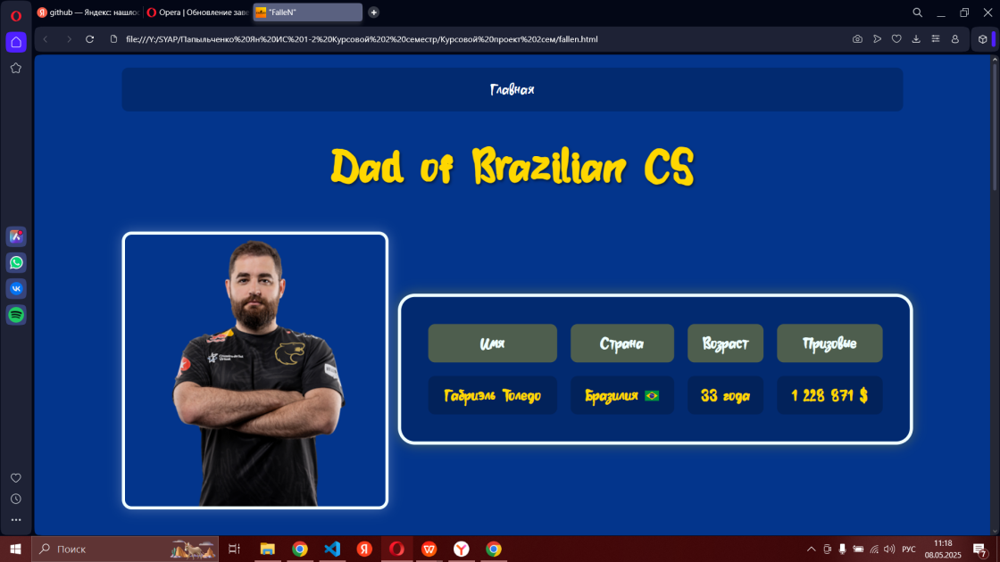 github — Яндекс: нашлос
Opera | Обновление заве
"FalleN"
file:///Y:/SYAP/Папыльченко%20Ян%20ИС%201-2%20Курсовой%202%20семестр/Курсовой%20проект%202сем/fallen.html
Главная
Dad of Brazilian CS
Имя
Страна
Возраст
Призовые
Габриэль Толедо
Бразилия
33 года
1 228 871 $
Поиск
РУС
11:18
08.05.2025
7